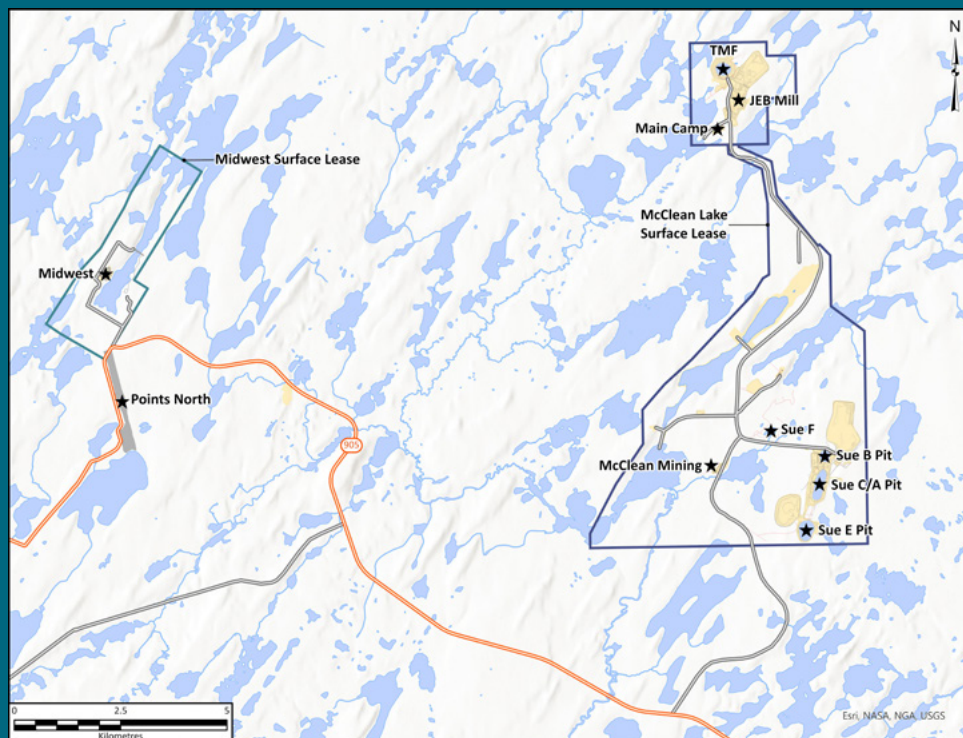 N
TMF
JEB Mill
Main Camp
Midwest Surface Lease
McClean Lake
Surface Lease
Midwest
Points North
905
Sue F
McClean Mining
Sue B Pit
Sue C/A Pit
Sue E Pit
0 2.5 5
Kilometres
Esri, NASA, NGA, USGS